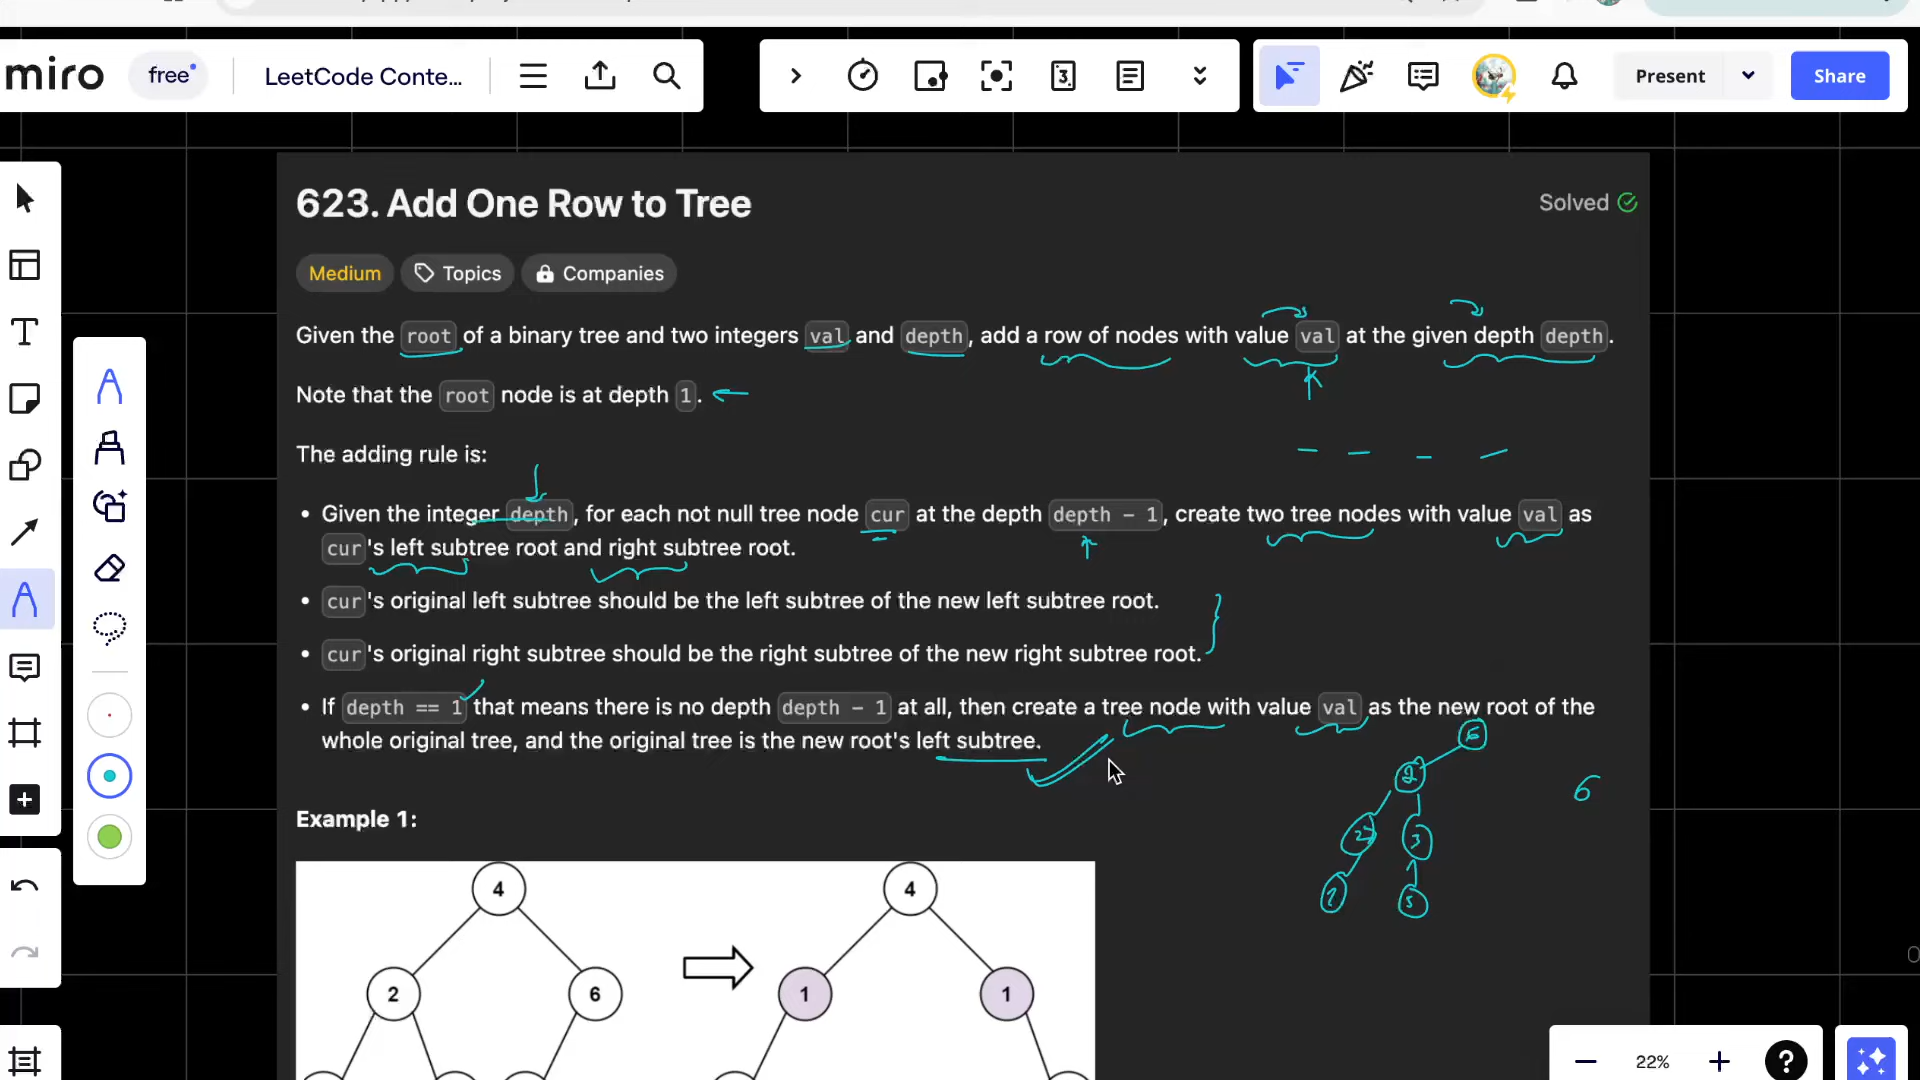 miro free LeetCode Conte... 3 Present Share
623. Add One Row to Tree Solved
Medium Topics Companies
Given the root of a binary tree and two integers val and depth, add a row of nodes with value val at the given depth depth.
Note that the root node is at depth 1.
The adding rule is:
• Given the integer depth, for each not null tree node cur at the depth depth - 1, create two tree nodes with value val as
cur's left subtree root and right subtree root.
• cur's original left subtree should be the left subtree of the new left subtree root.
• cur's original right subtree should be the right subtree of the new right subtree root.
• If depth == 1 that means there is no depth depth - 1 at all, then create a tree node with value val as the new root of the
whole original tree, and the original tree is the new root's left subtree.
6
2 6
Example 1:
3
5
4 4
2 6 1 1
22% ?